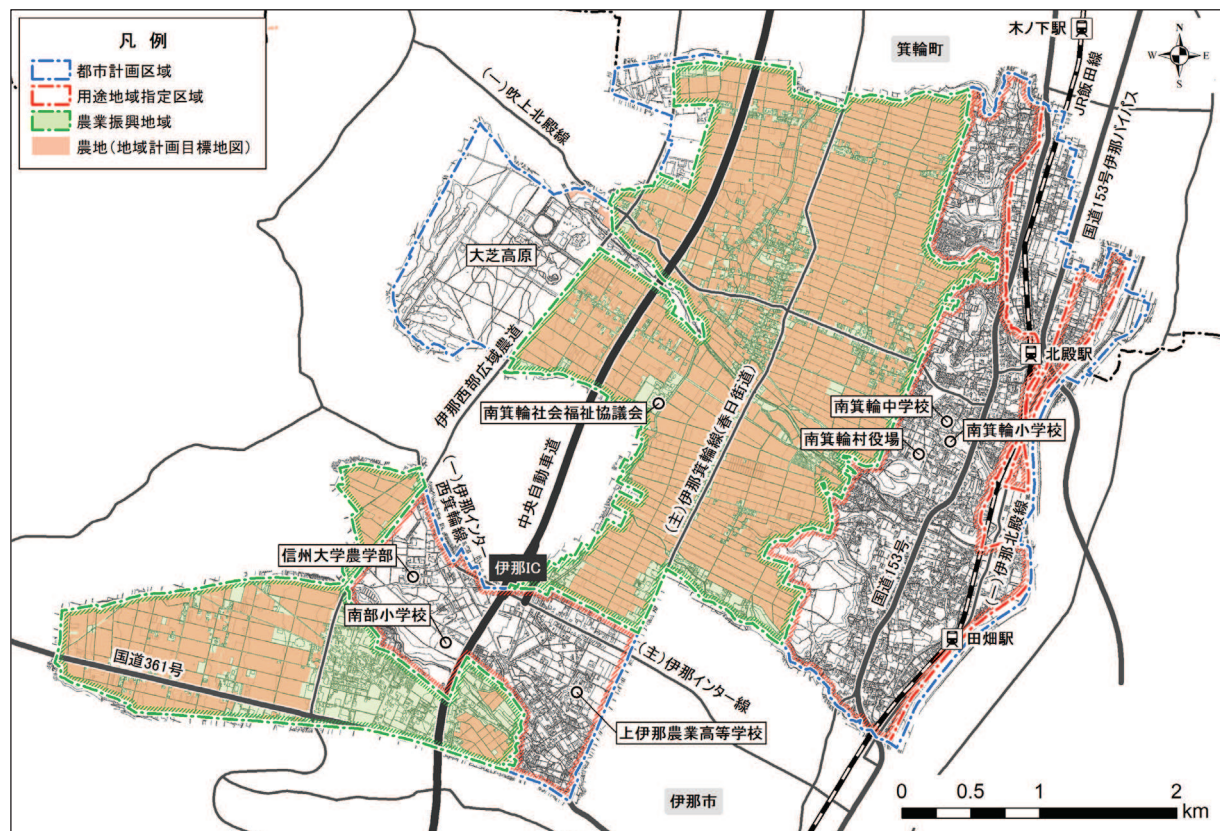 凡 例
都市計画区域
用途地域指定区域
農業振興地域
農地(地域計画目標地図)
木ノ下駅
箕輪町
N
W
E
S
JR飯田線
国道153号伊那バイパス
(一)吹上北殿線
大芝高原
伊那西部広域農道
北殿駅
南箕輪社会福祉協議会
南箕輪中学校
南箕輪小学校
南箕輪村役場
(主)伊那箕輪線(春日街道)
中央自動車道
(一)伊那インター
西箕輪線
信州大学農学部
伊那IC
南部小学校
国道153号
(一)伊那北殿線
田畑駅
国道361号
(主)伊那インター線
上伊那農業高等学校
伊那市
0 0.5 1 2
km